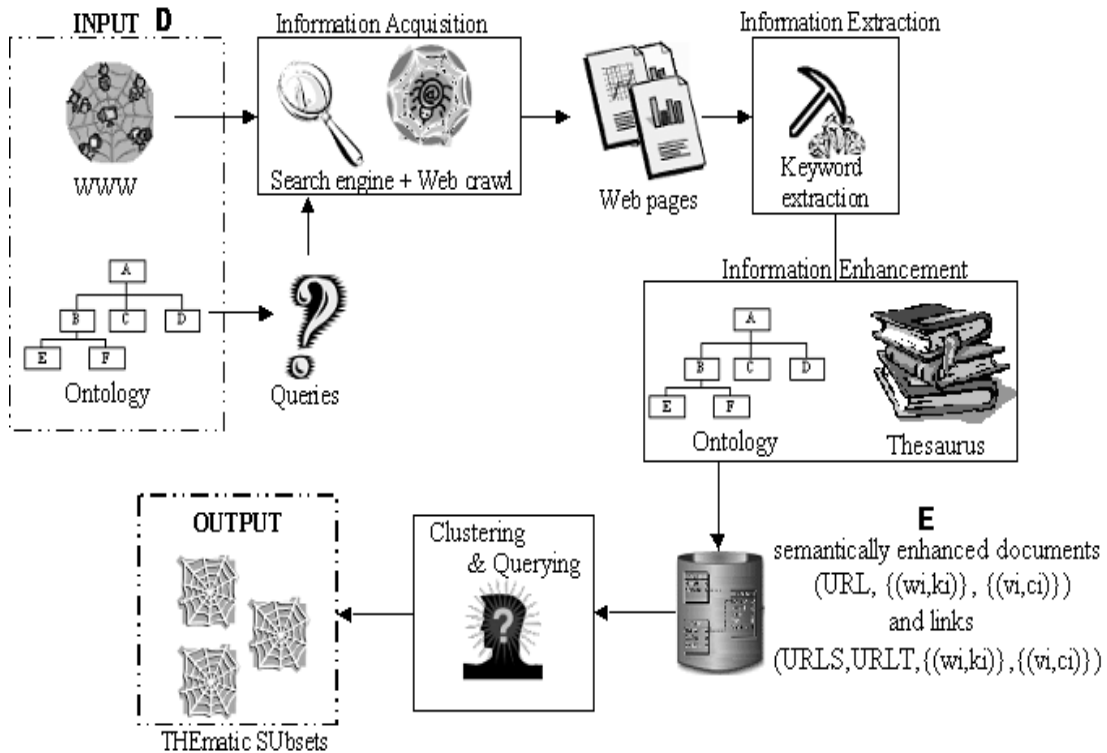 INPUT D
Information Acquisition
Information Extraction
WWW
Search engine + Web crawl
Web pages
Keyword
extraction
A
B C D
E F
Ontology
Queries
Information Enhancement
A
B C D
E F
Ontology
Thesaurus
E
semantically enhanced documents
(URL, {(wi,ki)}, {(vi,ci)})
and links
(URLS,URLT,{(wi,ki)},{(vi,ci)})
Clustering
& Querying
?
OUTPUT
THEmatic SUbsets